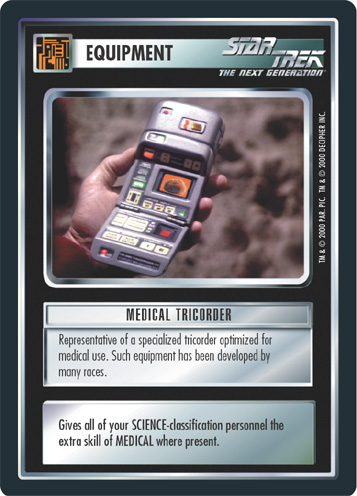 EQUIPMENT
STAR TREK
THE NEXT GENERATION
TM & © 2000 PAR. PIC. TM & © 2000 DECIPHER INC.
MEDICAL TRICORDER
Representative of a specialized tricorder optimized for
medical use. Such equipment has been developed by
many races.
Gives all of your SCIENCE-classification personnel the
extra skill of MEDICAL where present.